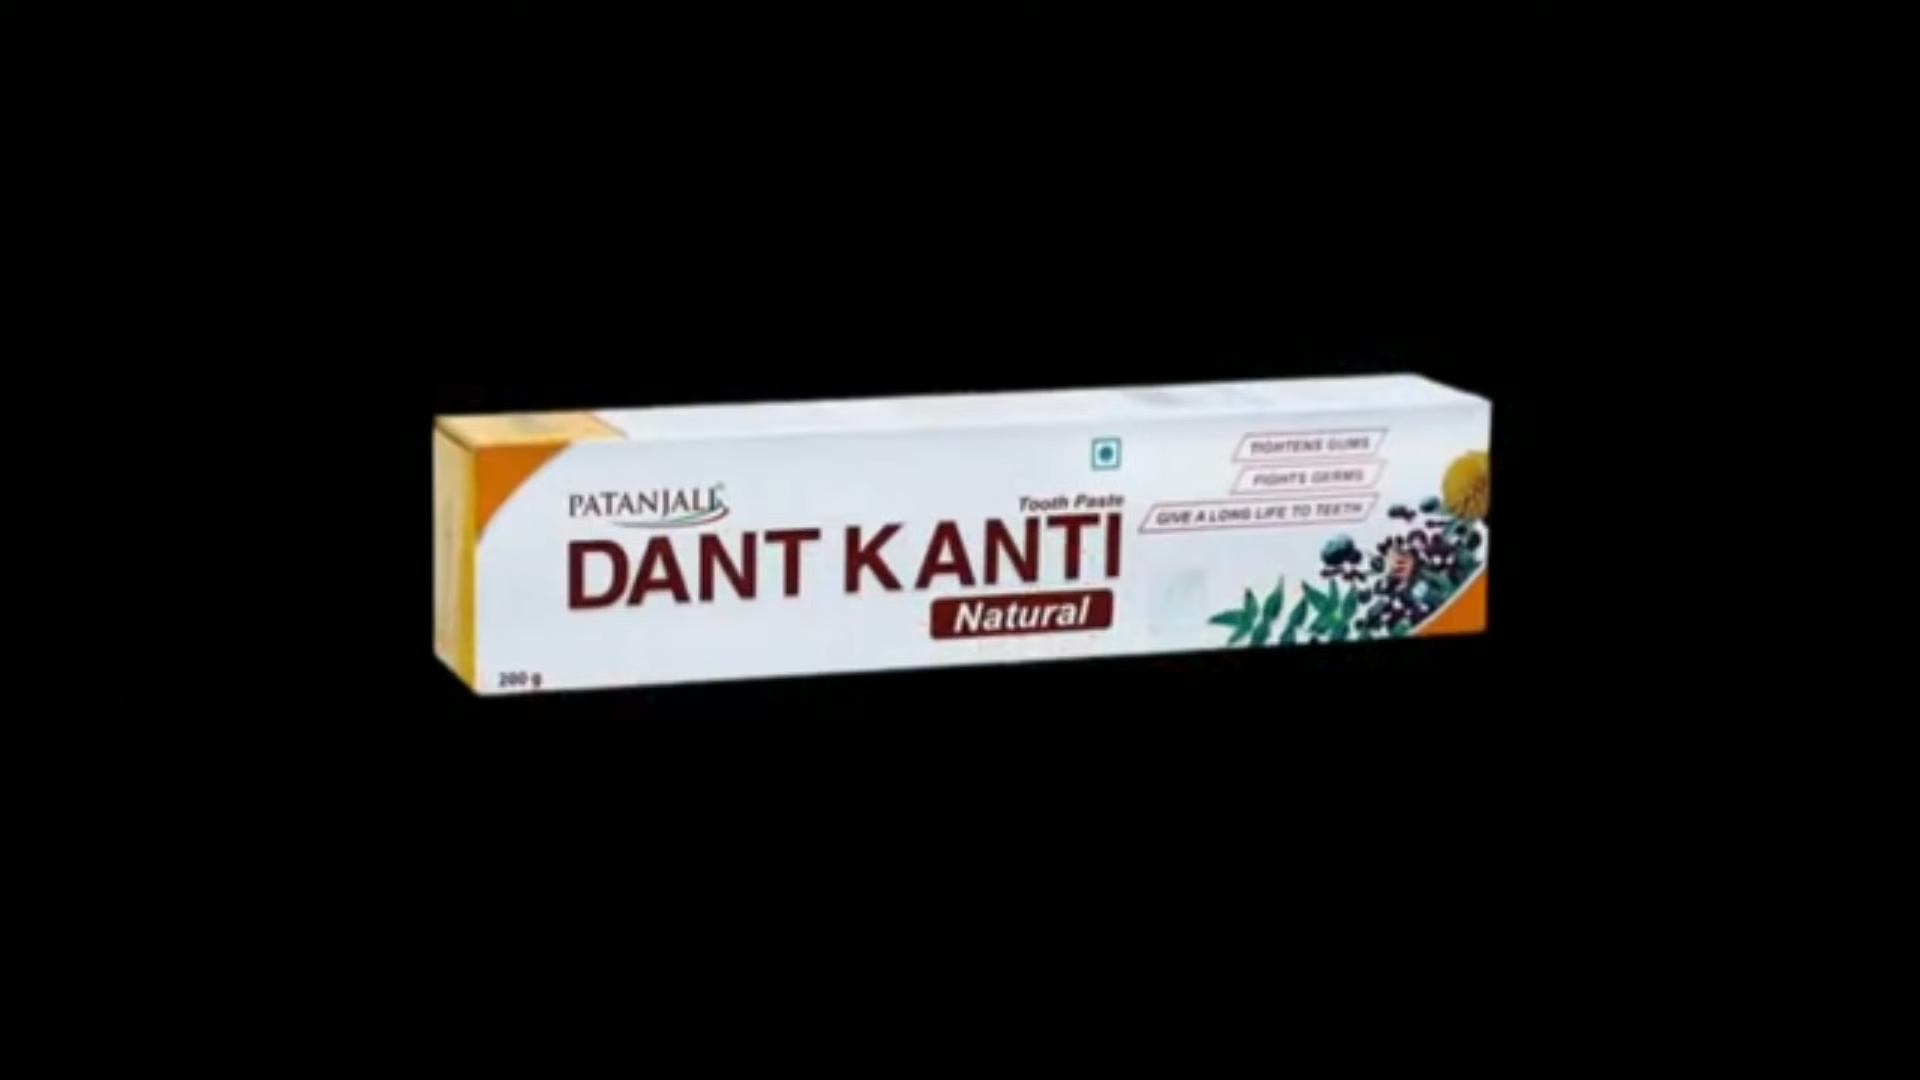 PATANJALI
Tooth Paste
DANT KANTI
Natural
TIGHTENS GUMS
FIGHTS GERMS
GIVE A LONG LIFE TO TEETH
200 g